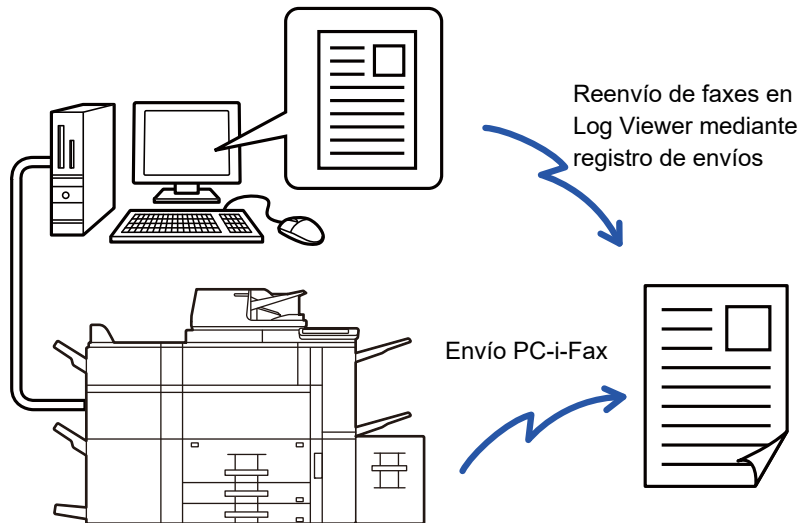 Reenvío de faxes en
Log Viewer mediante
registro de envíos
Envío PC-i-Fax